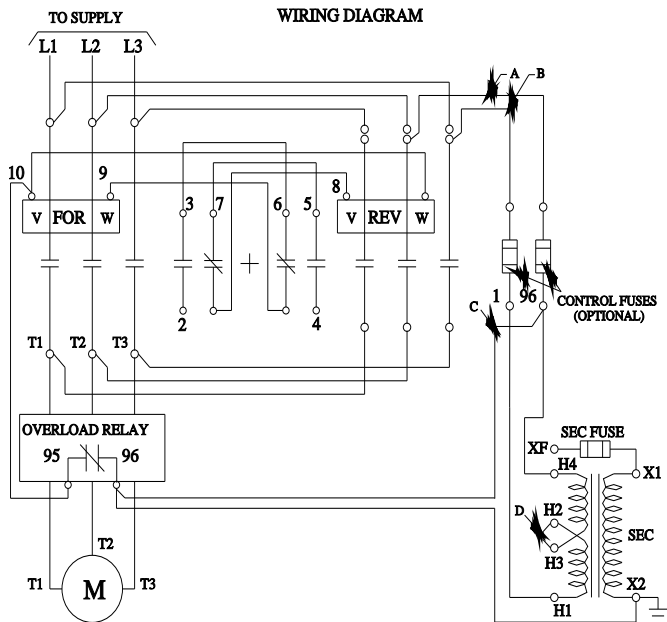 WIRING DIAGRAM
TO SUPPLY
L1 L2 L3
A B
10 9 3 7 6 5 8
V FOR W V REV W
2 4
1 96
C
CONTROL FUSES
(OPTIONAL)
T1 T2 T3
OVERLOAD RELAY
95 96
SEC FUSE
XF
H4 X1
D H2
H3
SEC
H1 X2
T2
T1 M T3